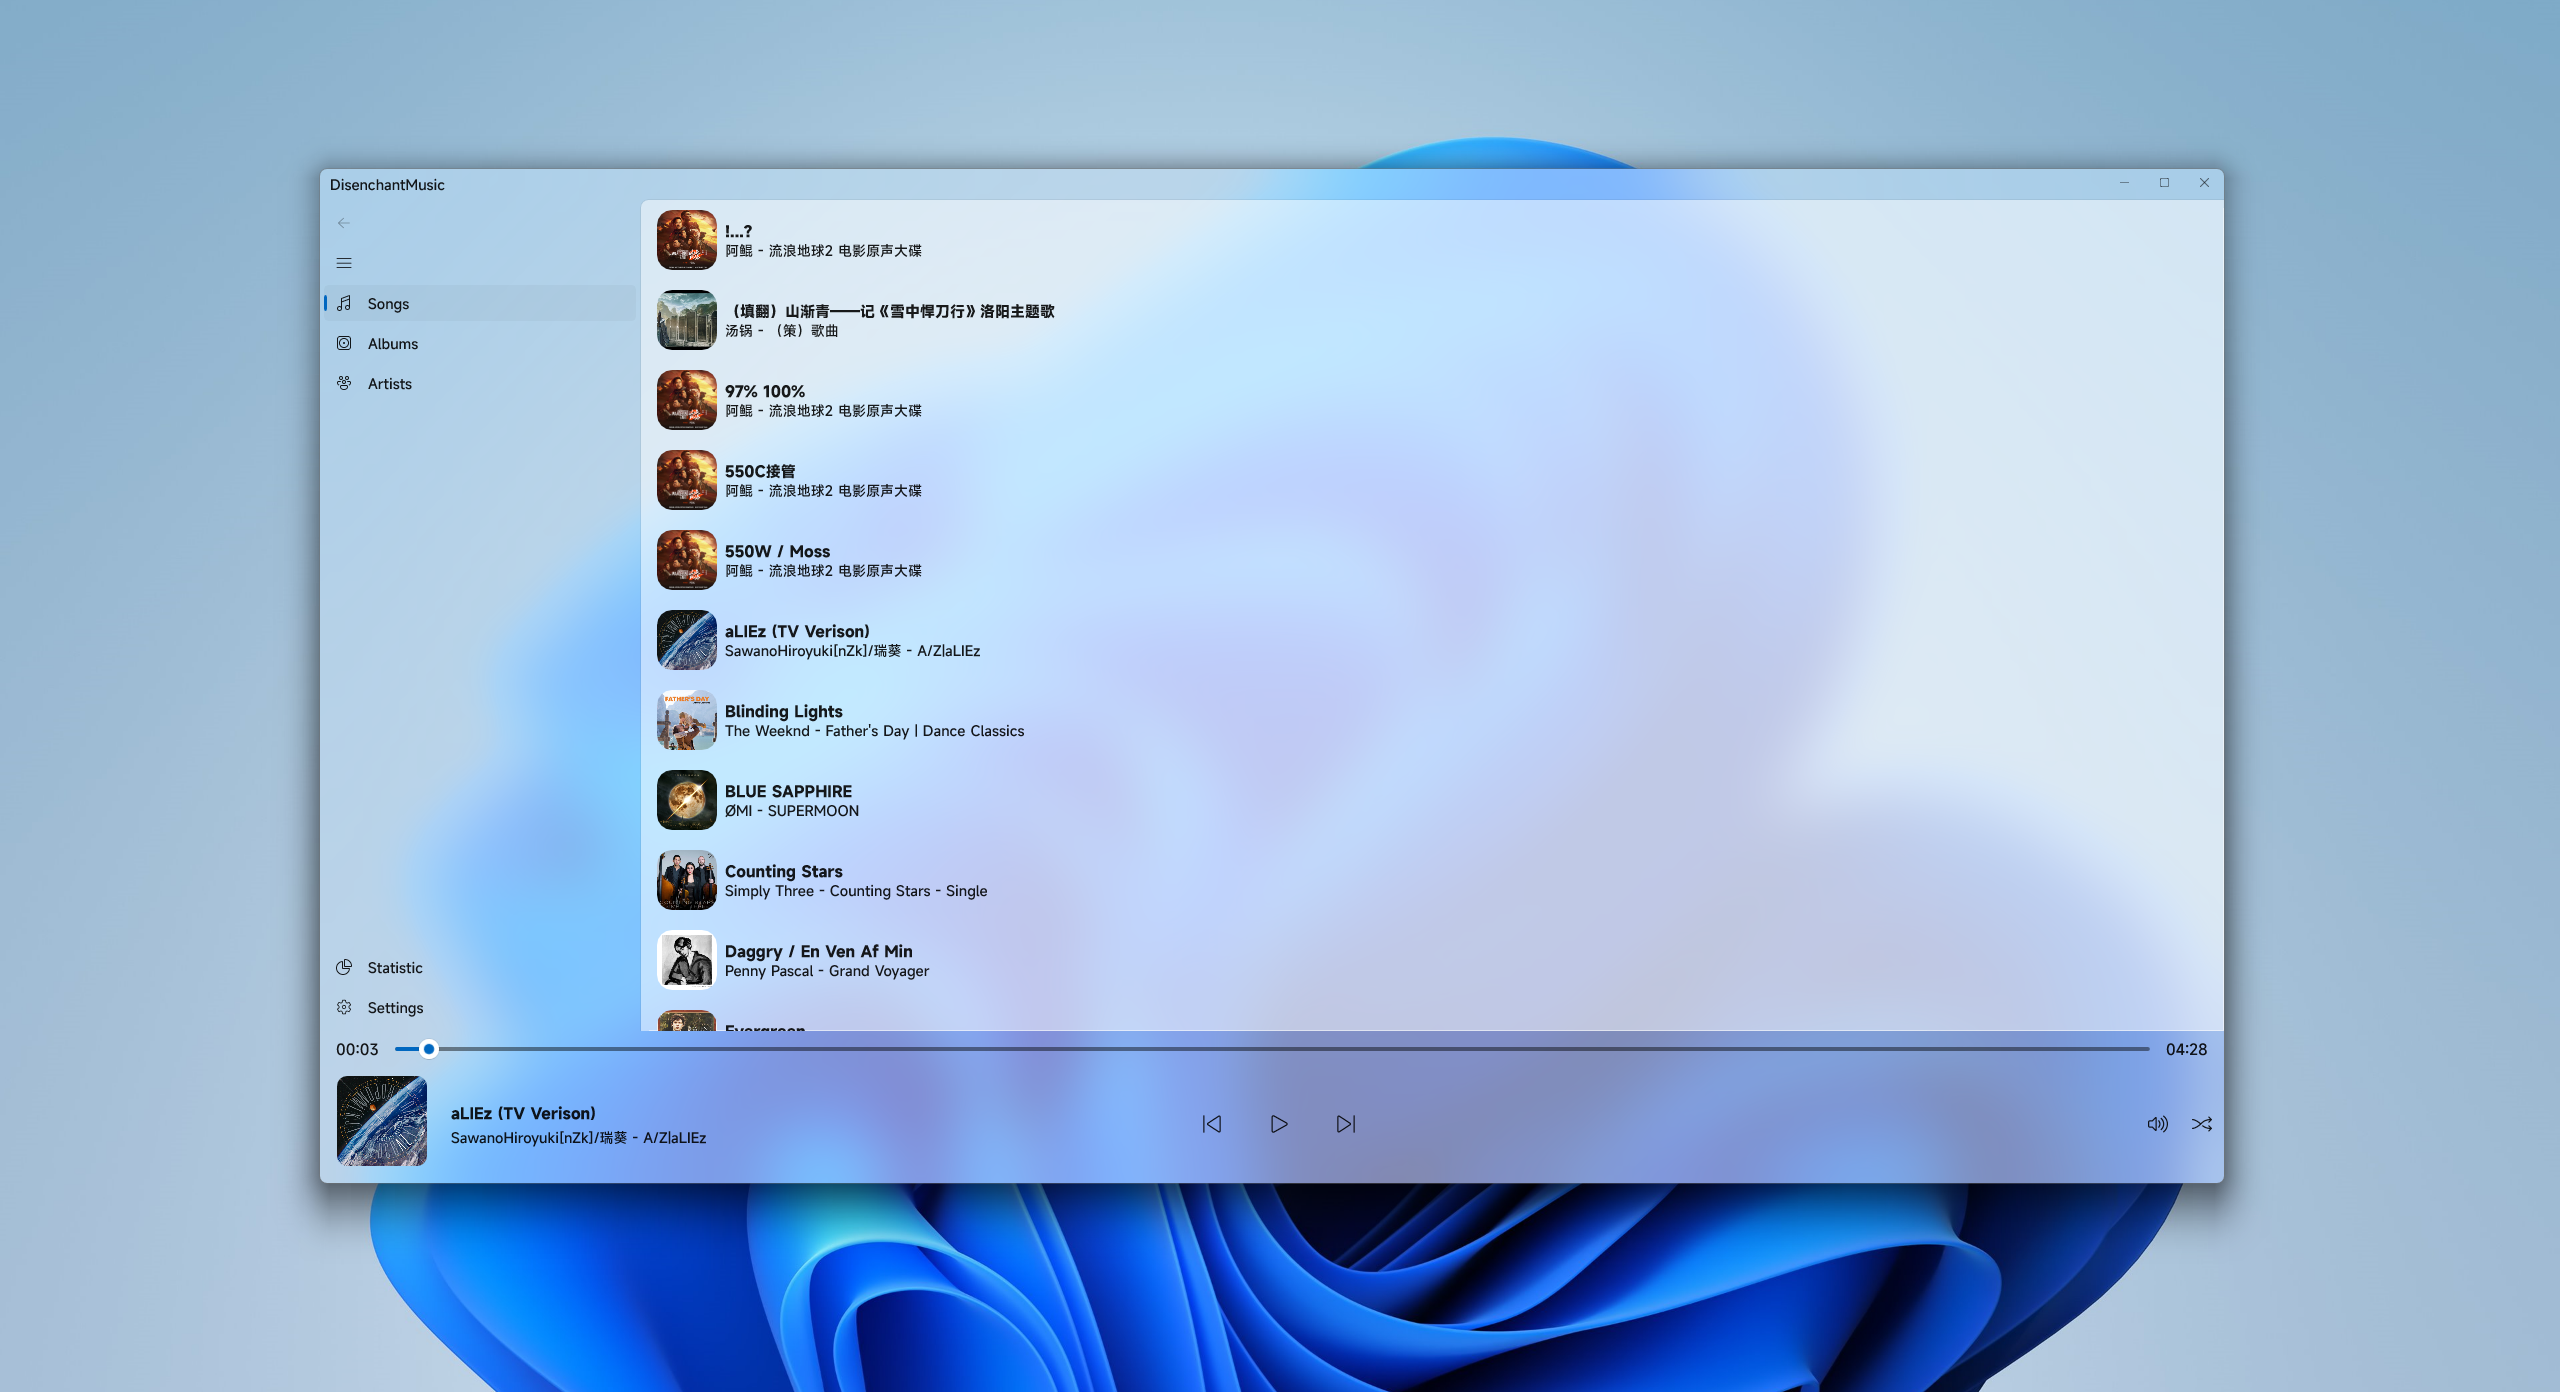 DisenchantMusic
Songs
Albums
Artists
Statistic
Settings
!...?
阿鲲 - 流浪地球2 电影原声大碟
（填翻）山渐青——记《雪中悍刀行》洛阳主题歌
汤锅 - （策）歌曲
97% 100%
阿鲲 - 流浪地球2 电影原声大碟
550C接管
阿鲲 - 流浪地球2 电影原声大碟
550W / Moss
阿鲲 - 流浪地球2 电影原声大碟
aLIEz (TV Verison)
SawanoHiroyuki[nZk]/瑞葵 - A/Z|aLIEz
FATHER'S DAY
Blinding Lights
The Weeknd - Father's Day | Dance Classics
BLUE SAPPHIRE
ØMI - SUPERMOON
Counting Stars
Simply Three - Counting Stars - Single
Daggry / En Ven Af Min
Penny Pascal - Grand Voyager
Evergreen
00:03
04:28
aLIEz (TV Verison)
SawanoHiroyuki[nZk]/瑞葵 - A/Z|aLIEz